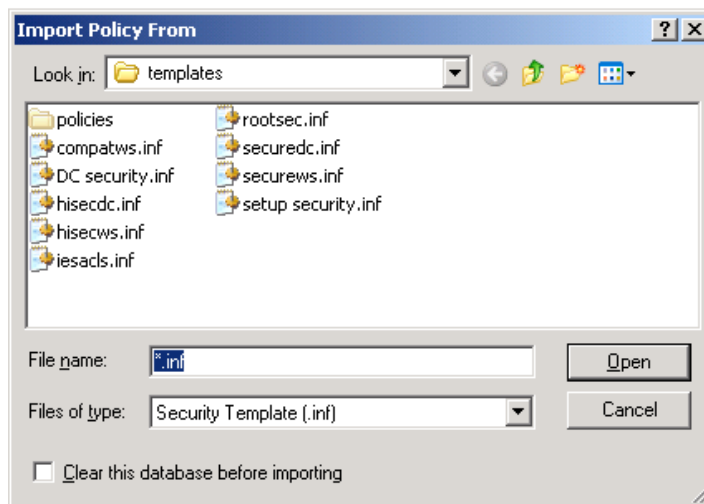 Import Policy From
Look in: templates
policies rootsec.inf
compatws.inf securedc.inf
DC security.inf securews.inf
hisecdc.inf setup security.inf
hisecws.inf
iesacls.inf
File name: *.inf Open
Files of type: Security Template (.inf) Cancel
Clear this database before importing